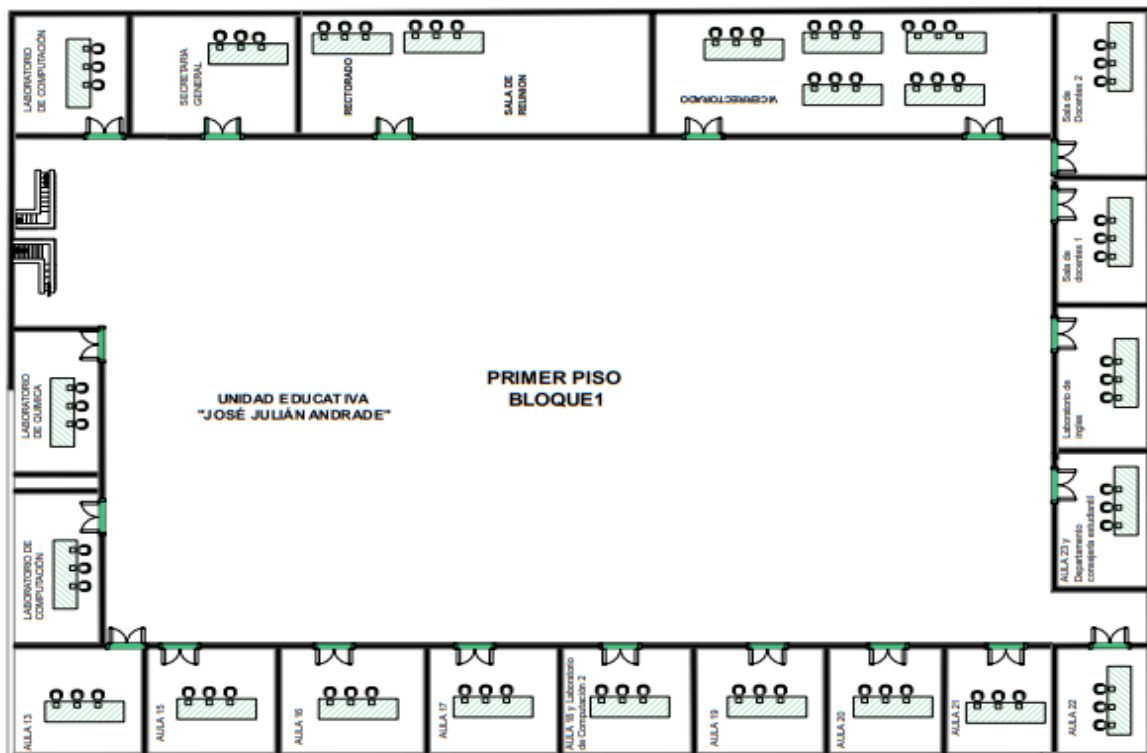 LABORATORIO
DE COMPUTACIÓN
SECRETARIA
GENERAL
RECTORADO
SALA DE
REUNION
VICERRECTORADO
Sala de
Docentes 2
Sala de
docentes 1
LABORATORIO
DE QUIMICA
UNIDAD EDUCATIVA
"JOSÉ JULIÁN ANDRADE"
PRIMER PISO
BLOQUE1
Laboratorio de
ingles
LABORATORIO DE
COMPUTACIÓN
AULA 23 y
Departamento
consejería estudiantil
AULA 13
AULA 15
AULA 16
AULA 17
AULA 18 y Laboratorio
de Computación 2
AULA 19
AULA 20
AULA 21
AULA 22